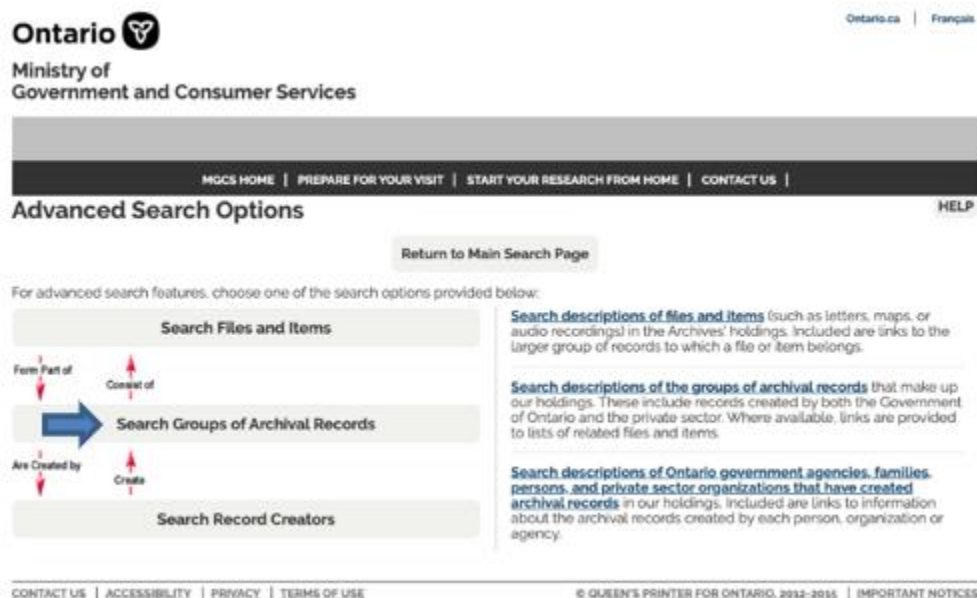 Ontario
Ontario.ca | Français
Ministry of
Government and Consumer Services
MGCS HOME | PREPARE FOR YOUR VISIT | START YOUR RESEARCH FROM HOME | CONTACT US |
Advanced Search Options
HELP
Return to Main Search Page
For advanced search features, choose one of the search options provided below:
Search Files and Items
Form Part of
Consist of
Search Groups of Archival Records
Are Created by
Create
Search Record Creators
Search descriptions of files and items (such as letters, maps, or
audio recordings) in the Archives' holdings. Included are links to the
larger group of records to which a file or item belongs.
Search descriptions of the groups of archival records that make up
our holdings. These include records created by both the Government
of Ontario and the private sector. Where available, links are provided
to lists of related files and items.
Search descriptions of Ontario government agencies, families,
persons, and private sector organizations that have created
archival records in our holdings. Included are links to information
about the archival records created by each person, organization or
agency.
CONTACT US | ACCESSIBILITY | PRIVACY | TERMS OF USE
© QUEEN'S PRINTER FOR ONTARIO, 2012-2015 | IMPORTANT NOTICES